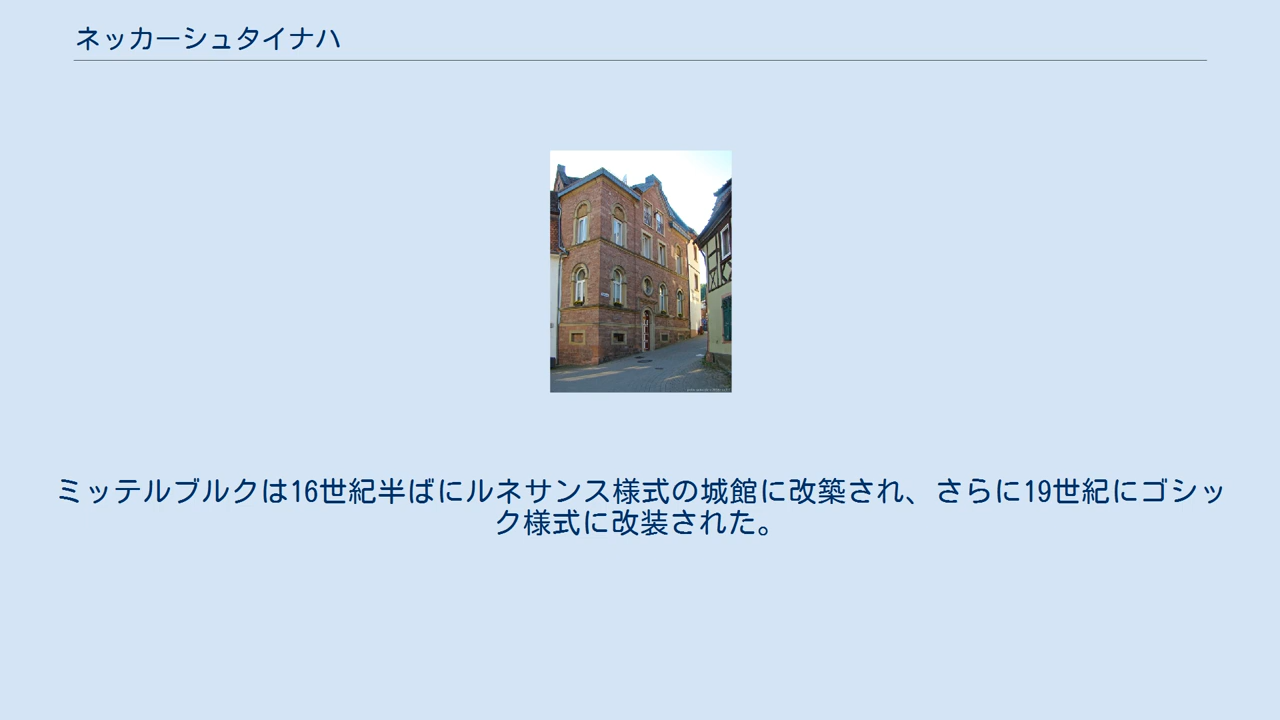 ネッカーシュタイナハ
ミッテルブルクは16世紀半ばにルネサンス様式の城館に改築され、さらに19世紀にゴシッ
ク様式に改装された。